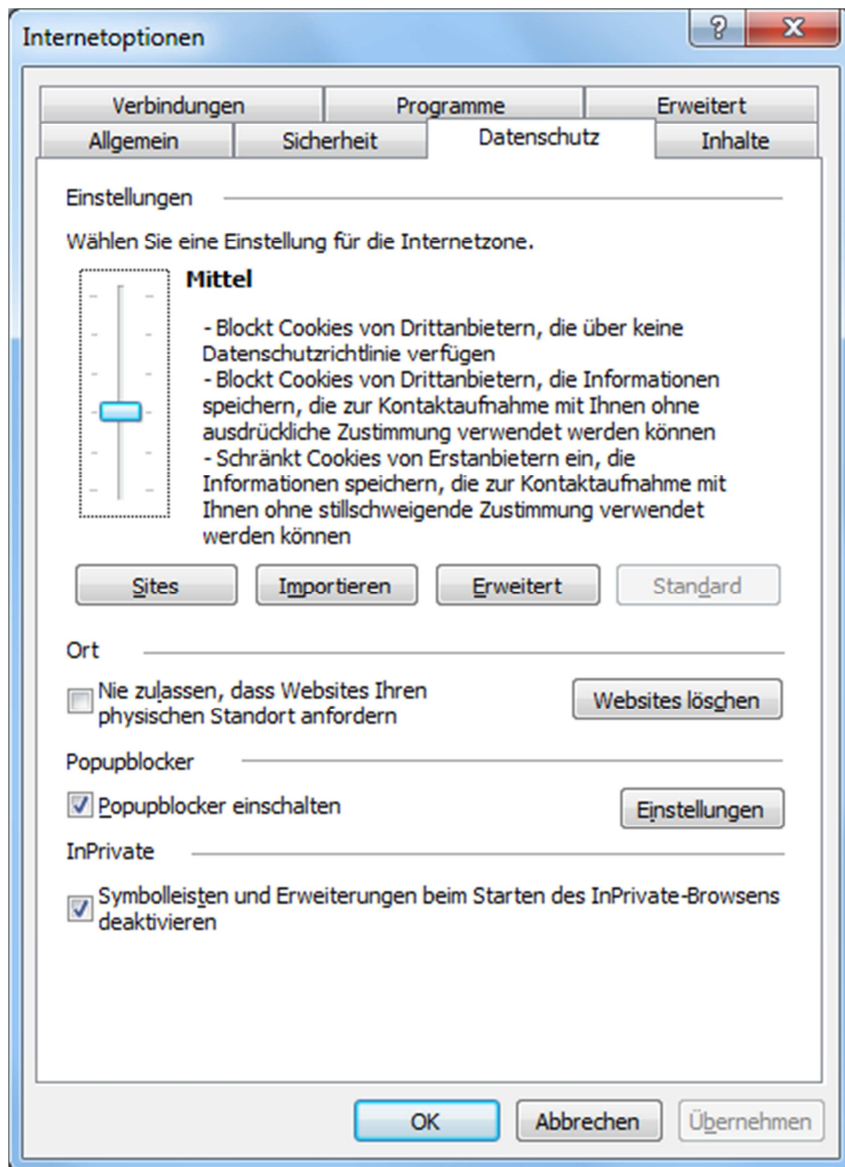 Internetoptionen
Verbindungen Programme Erweitert
Allgemein Sicherheit Datenschutz Inhalte
Einstellungen
Wählen Sie eine Einstellung für die Internetzone.
Mittel
- Blockt Cookies von Drittanbietern, die über keine
Datenschutzrichtlinie verfügen
- Blockt Cookies von Drittanbietern, die Informationen
speichern, die zur Kontaktaufnahme mit Ihnen ohne
ausdrückliche Zustimmung verwendet werden können
- Schränkt Cookies von Erstanbietern ein, die
Informationen speichern, die zur Kontaktaufnahme mit
Ihnen ohne stillschweigende Zustimmung verwendet
werden können
Sites Importieren Erweitert Standard
Ort
Nie zulassen, dass Websites Ihren
physischen Standort anfordern
Websites löschen
Popupblocker
Popupblocker einschalten
Einstellungen
InPrivate
Symbolleisten und Erweiterungen beim Starten des InPrivate-Browsens
deaktivieren
OK Abbrechen Übernehmen